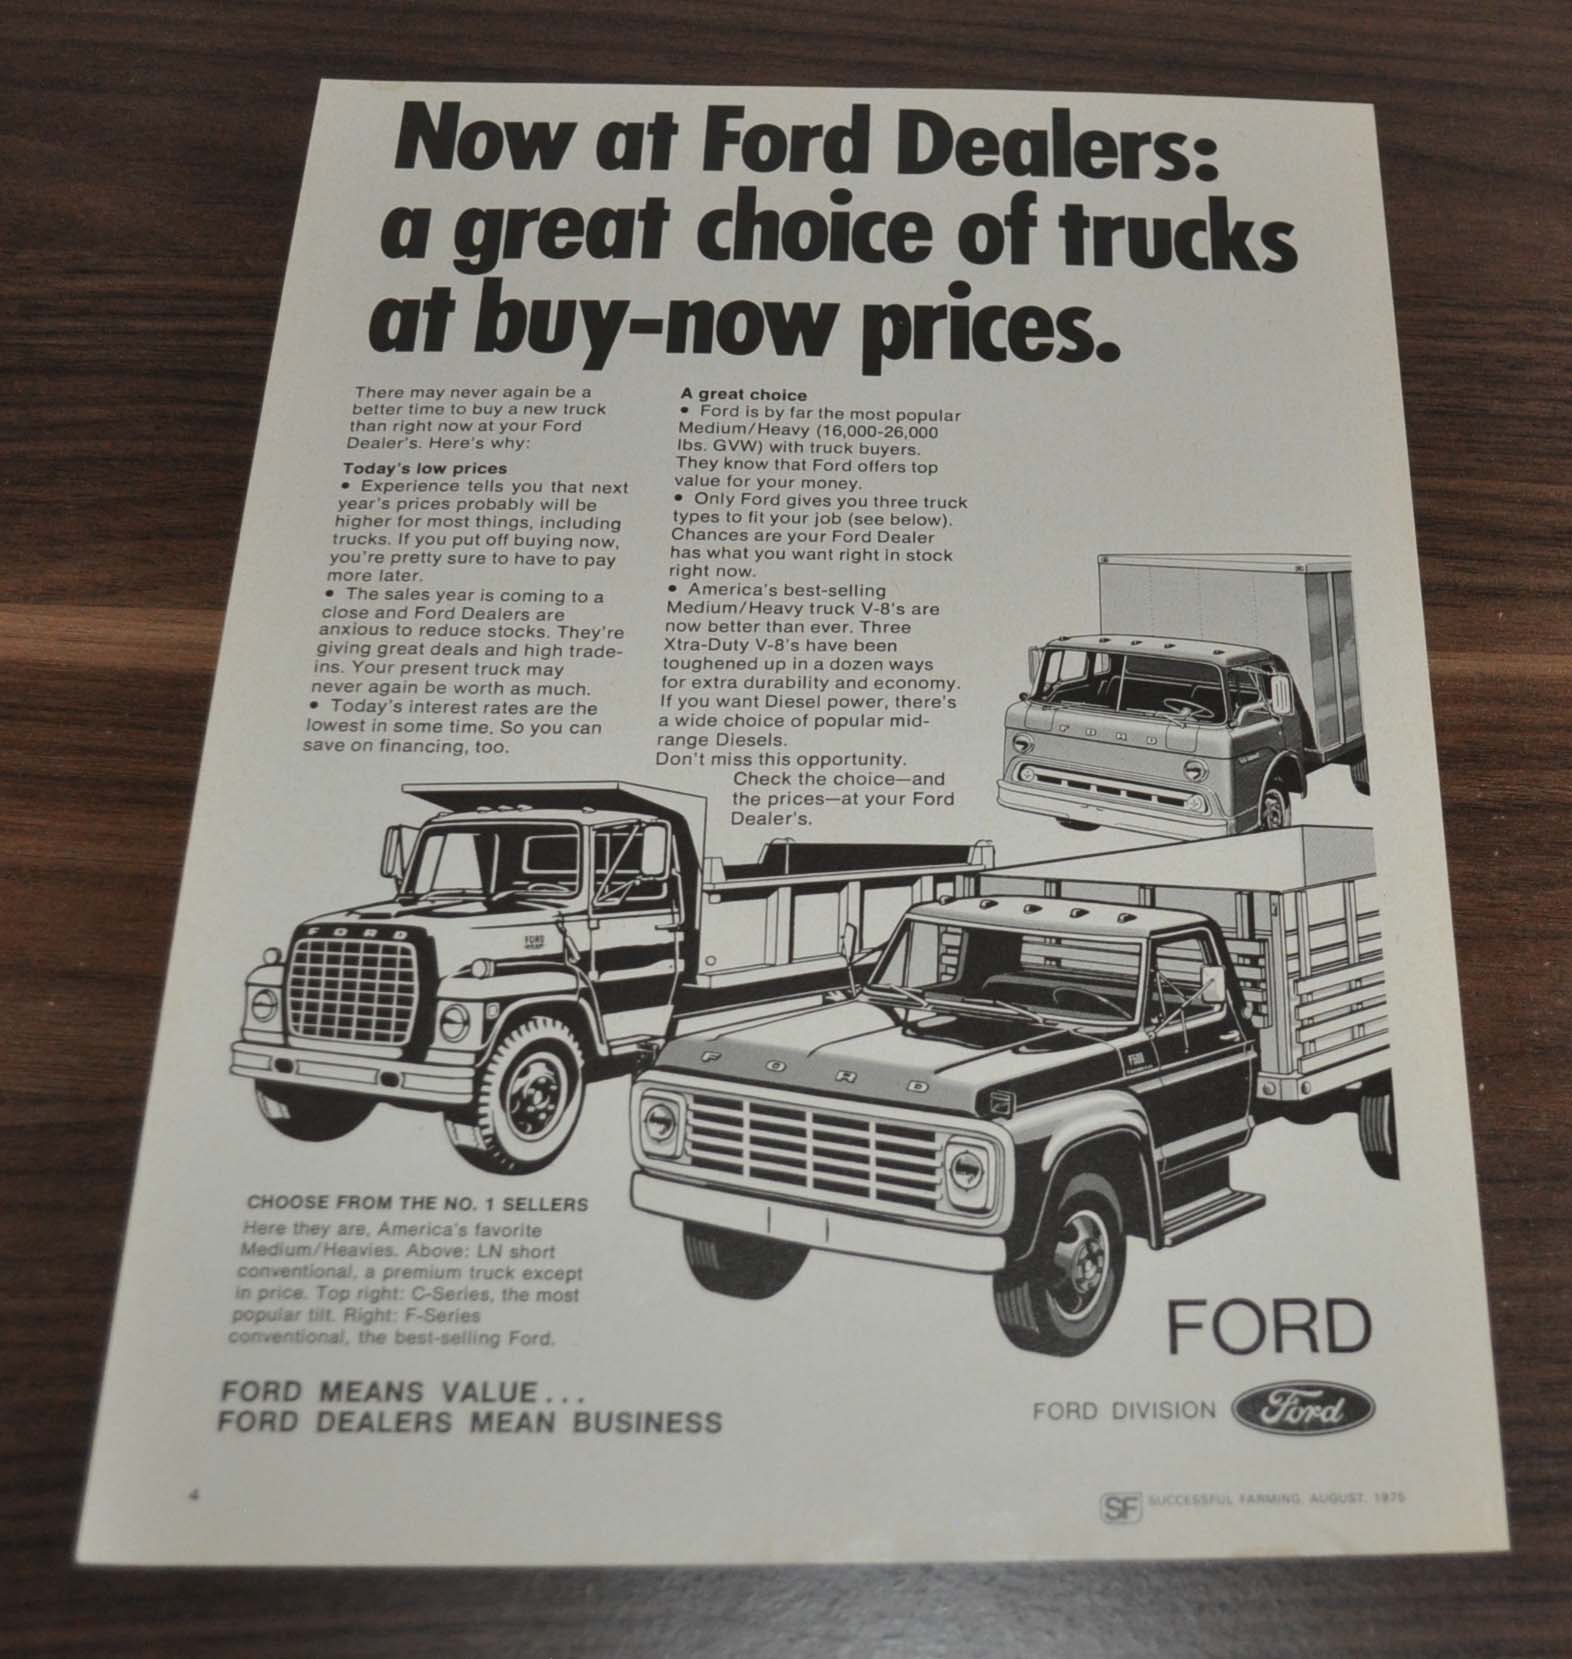 Now at Ford Dealers:
a great choice of trucks
at buy-now prices.
There may never again be a
better time to buy a new truck
than right now at your Ford
Dealer's. Here's why:
Today's low prices
• Experience tells you that next
year's prices probably will be
higher for most things, including
trucks. If you put off buying now,
you're pretty sure to have to pay
more later.
• The sales year is coming to a
close and Ford Dealers are
anxious to reduce stocks. They're
giving great deals and high trade-
ins. Your present truck may
never again be worth as much.
• Today's interest rates are the
lowest in some time. So you can
save on financing, too.
A great choice
• Ford is by far the most popular
Medium/Heavy (16,000-26,000
lbs. GVW) with truck buyers.
They know that Ford offers top
value for your money.
• Only Ford gives you three truck
types to fit your job (see below).
Chances are your Ford Dealer
has what you want right in stock
right now.
• America's best-selling
Medium/Heavy truck V-8's are
now better than ever. Three
Xtra-Duty V-8's have been
toughened up in a dozen ways
for extra durability and economy.
If you want Diesel power, there's
a wide choice of popular mid-
range Diesels.
Don't miss this opportunity.
Check the choice—and
the prices—at your Ford
Dealer's.
FORD
FORD
FORD
FORD
CHOOSE FROM THE NO. 1 SELLERS
Here they are, America's favorite
Medium/Heavies. Above: LN short
conventional, a premium truck except
in price. Top right: C-Series, the most
popular tilt. Right: F-Series
conventional, the best-selling Ford.
FORD MEANS VALUE...
FORD DEALERS MEAN BUSINESS
FORD
FORD DIVISION Ford
4
SF SUCCESSFUL FARMING, AUGUST, 1975